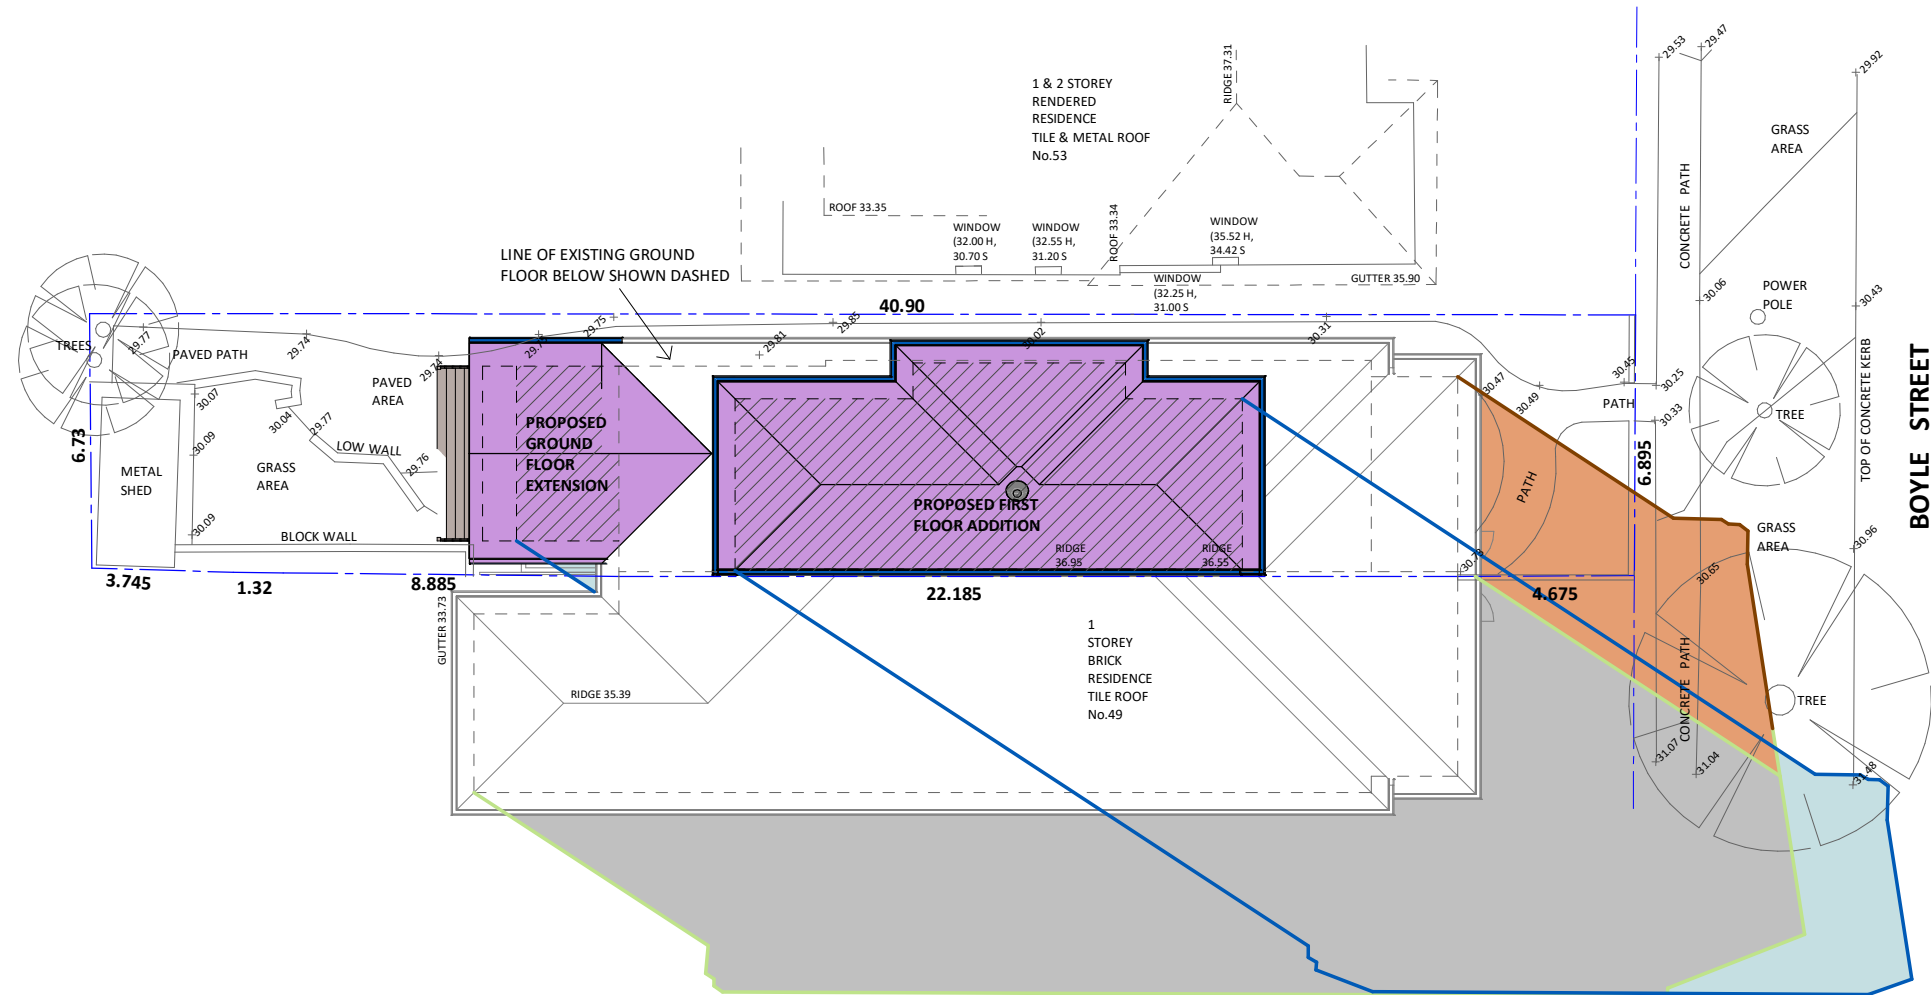 29.53
29.47
29.92
RIDGE 37.31
1 & 2 STOREY
RENDERED
RESIDENCE
TILE & METAL ROOF
No.53
GRASS
AREA
CONCRETE PATH
ROOF 33.35
ROOF 33.34
WINDOW
(32.00 H,
30.70 S
WINDOW
(32.55 H,
31.20 S
WINDOW
(35.52 H,
34.42 S
LINE OF EXISTING GROUND
FLOOR BELOW SHOWN DASHED
WINDOW
(32.25 H,
31.00 S
GUTTER 35.90
30.06
POWER
POLE
30.43
40.90
TREES
29.77
PAVED PATH
29.74
29.75
29.81
29.85
30.02
30.31
29.74
PAVED
AREA
30.07
30.04
29.77
30.47
30.49
30.45
30.25
PATH
30.33
TREE
TOP OF CONCRETE KERB
BOYLE STREET
6.73
PROPOSED
GROUND
FLOOR
EXTENSION
LOW WALL
29.76
30.09
METAL
SHED
GRASS
AREA
6.895
PATH
PROPOSED FIRST
FLOOR ADDITION
30.09
BLOCK WALL
RIDGE
36.95
RIDGE
36.55
30.78
GRASS
AREA
30.96
30.65
3.745
1.32
8.885
22.185
4.675
GUTTER 33.73
1
STOREY
BRICK
RESIDENCE
TILE ROOF
No.49
RIDGE 35.39
CONCRETE PATH
TREE
31.07
31.04
31.48